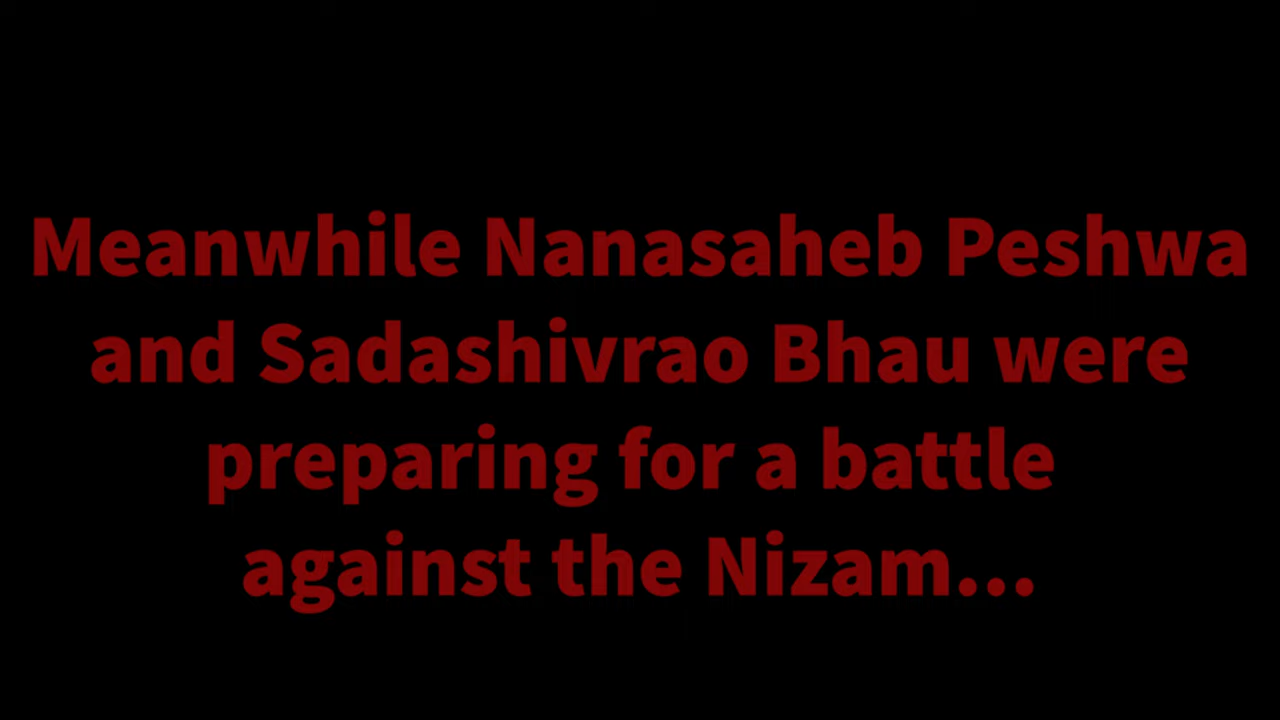 Meanwhile Nanasaheb Peshwa
and Sadashivrao Bhau were
preparing for a battle
against the Nizam...